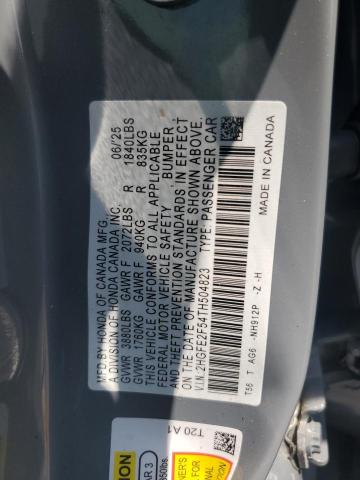 MFD. BY HONDA OF CANADA MFG.
A DIVISION OF HONDA CANADA INC. 06/25
GVWR 3880LBS GAWR F 2072LBS R 1840LBS
GVWR 1760KG GAWR F 940KG R 835KG
THIS VEHICLE CONFORMS TO ALL APPLICABLE
FEDERAL MOTOR VEHICLE SAFETY, BUMPER,
AND THEFT PREVENTION STANDARDS IN EFFECT
ON THE DATE OF MANUFACTURE SHOWN ABOVE.
V.I.N.:2HGFE2F54TH504823 TYPE: PASSENGER CAR
T56 T AG6 -NH912P -Z -H
MADE IN CANADA
T20 A1
R 3